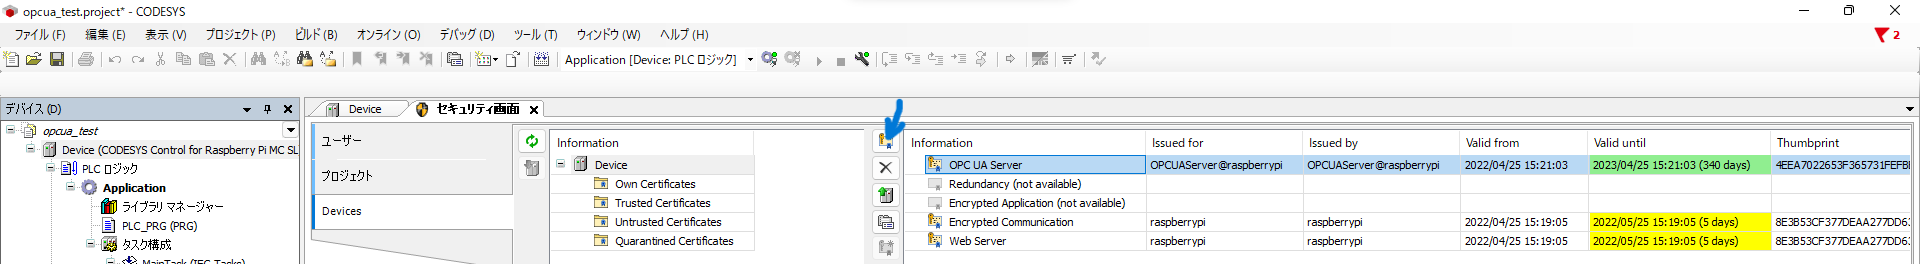 opcua_test.project* - CODESYS
ファイル (F) 編集 (E) 表示 (V) プロジェクト (P) ビルド (B) オンライン (O) デバッグ (D) ツール (T) ウィンドウ (W) ヘルプ (H) 2
Application [Device: PLC ロジック]
デバイス (D)
opcua_test
Device (CODESYS Control for Raspberry Pi MC SL
PLC ロジック
Application
ライブラリ マネージャー
PLC_PRG (PRG)
タスク構成
MainTask (IEC-Tasks)
Device セキュリティ画面
ユーザー
プロジェクト
Devices
Information
Device
Own Certificates
Trusted Certificates
Untrusted Certificates
Quarantined Certificates
Information Issued for Issued by Valid from Valid until Thumbprint
OPC UA Server OPCUAServer@raspberrypi OPCUAServer@raspberrypi 2022/04/25 15:21:03 2023/04/25 15:21:03 (340 days) 4EEA7022653F365731FEFB
Redundancy (not available)
Encrypted Application (not available)
Encrypted Communication raspberrypi raspberrypi 2022/04/25 15:19:05 2022/05/25 15:19:05 (5 days) 8E3B53CF377DEAA277DD63
Web Server raspberrypi raspberrypi 2022/04/25 15:19:05 2022/05/25 15:19:05 (5 days) 8E3B53CF377DEAA277DD63